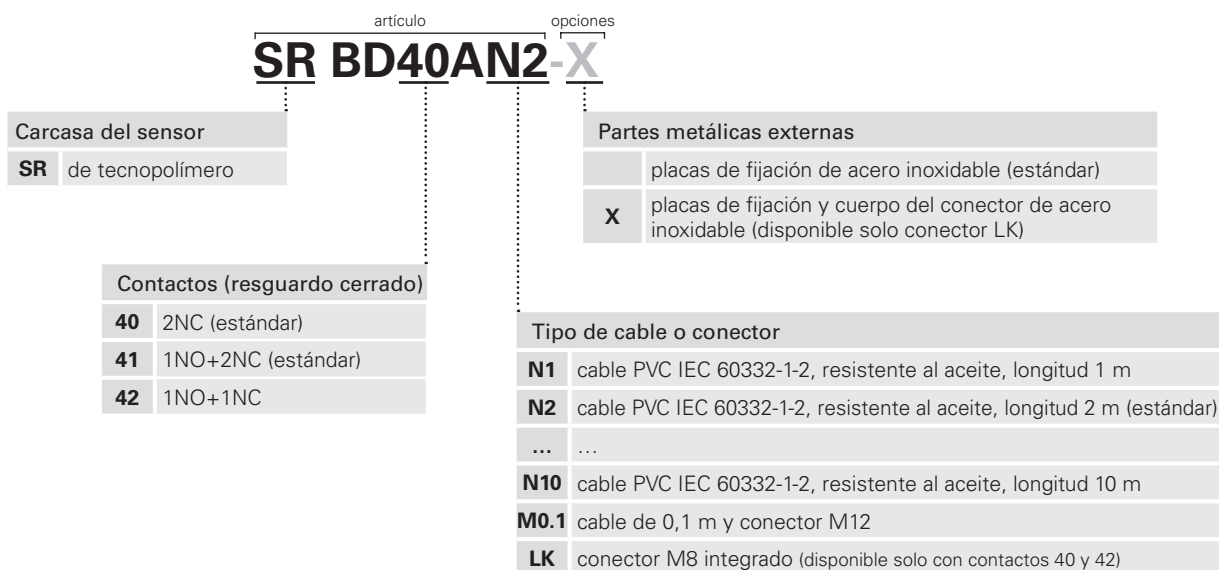 artículo opciones
SR BD40AN2-X
Carcasa del sensor
SR de tecnopolímero
Partes metálicas externas
placas de fijación de acero inoxidable (estándar)
X placas de fijación y cuerpo del conector de acero
inoxidable (disponible solo conector LK)
Contactos (resguardo cerrado)
40 2NC (estándar)
41 1NO+2NC (estándar)
42 1NO+1NC
Tipo de cable o conector
N1 cable PVC IEC 60332-1-2, resistente al aceite, longitud 1 m
N2 cable PVC IEC 60332-1-2, resistente al aceite, longitud 2 m (estándar)
… …
N10 cable PVC IEC 60332-1-2, resistente al aceite, longitud 10 m
M0.1 cable de 0,1 m y conector M12
LK conector M8 integrado (disponible solo con contactos 40 y 42)